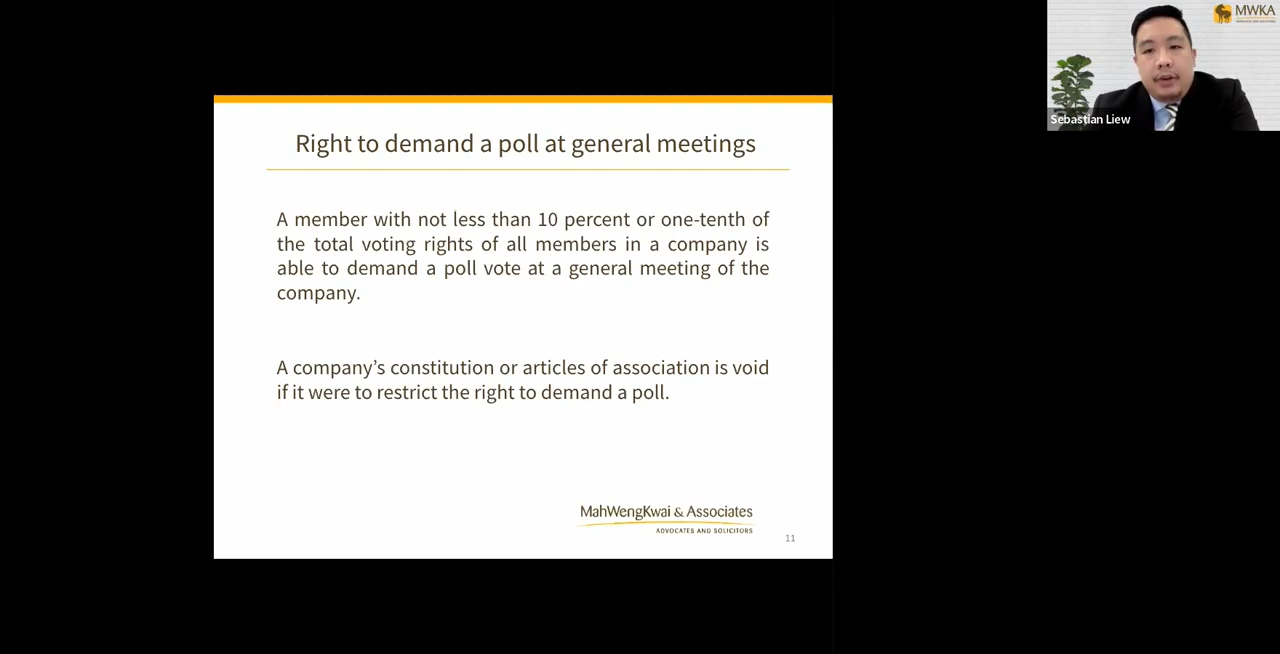 Right to demand a poll at general meetings
A member with not less than 10 percent or one-tenth of
the total voting rights of all members in a company is
able to demand a poll vote at a general meeting of the
company.
A company’s constitution or articles of association is void
if it were to restrict the right to demand a poll.
MahWengKwai & Associates
ADVOCATES AND SOLICITORS
11
MWKA
Sebastian Liew